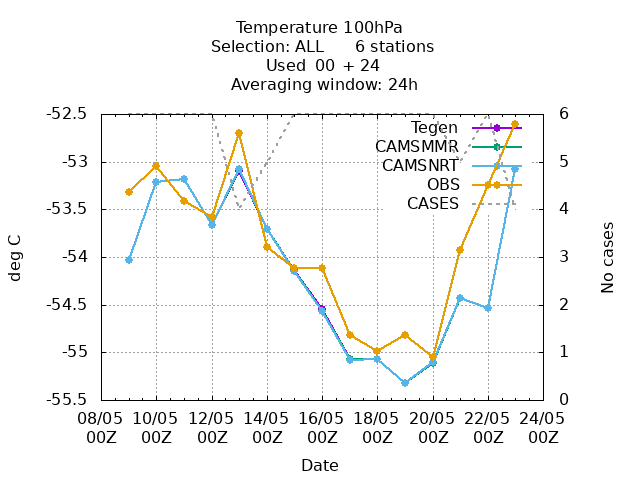 Temperature 100hPa
Selection: ALL 6 stations
Used 00 + 24
Averaging window: 24h
-52.5
-53
-53.5
-54
-54.5
-55
-55.5
6
5
4
3
2
1
0
deg C
No cases
Tegen
CAMSMMR
CAMSNRT
OBS
CASES
08/05 10/05 12/05 14/05 16/05 18/05 20/05 22/05 24/05
00Z 00Z 00Z 00Z 00Z 00Z 00Z 00Z 00Z
Date